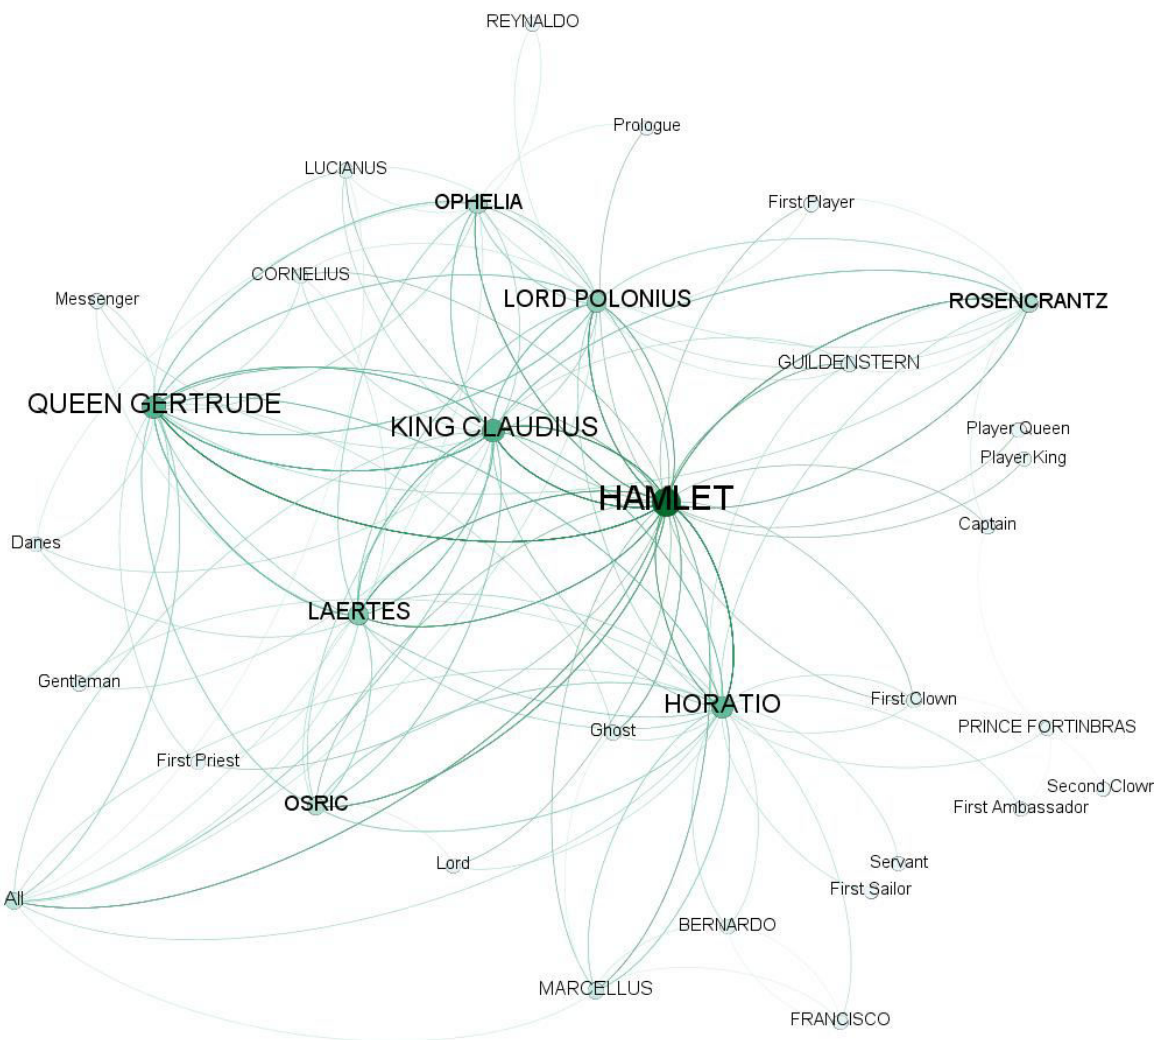 REYNALDO
Prologue
LUCIANUS
OPHELIA
First Player
CORNELIUS
Messenger
LORD POLONIUS
ROSENCRANTZ
GUILDENSTERN
QUEEN GERTRUDE
KING CLAUDIUS
Player Queen
Player King
HAMLET
Captain
Danes
LAERTES
Gentleman
HORATIO
First Clown
Ghost
PRINCE FORTINBRAS
First Priest
Second Clown
OSRIC
First Ambassador
Lord
Servant
First Sailor
All
BERNARDO
MARCELLUS
FRANCISCO